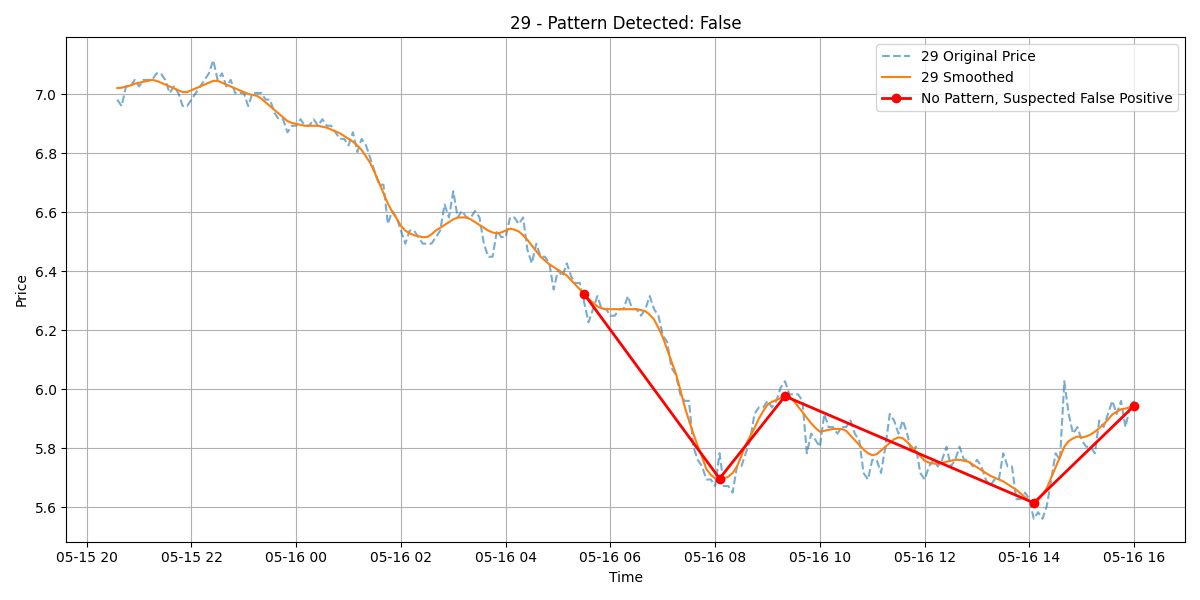 29 - Pattern Detected: False
29 Original Price
29 Smoothed
No Pattern, Suspected False Positive
Price
7.0
6.8
6.6
6.4
6.2
6.0
5.8
5.6
05-15 20 05-15 22 05-16 00 05-16 02 05-16 04 05-16 06 05-16 08 05-16 10 05-16 12 05-16 14 05-16 16
Time